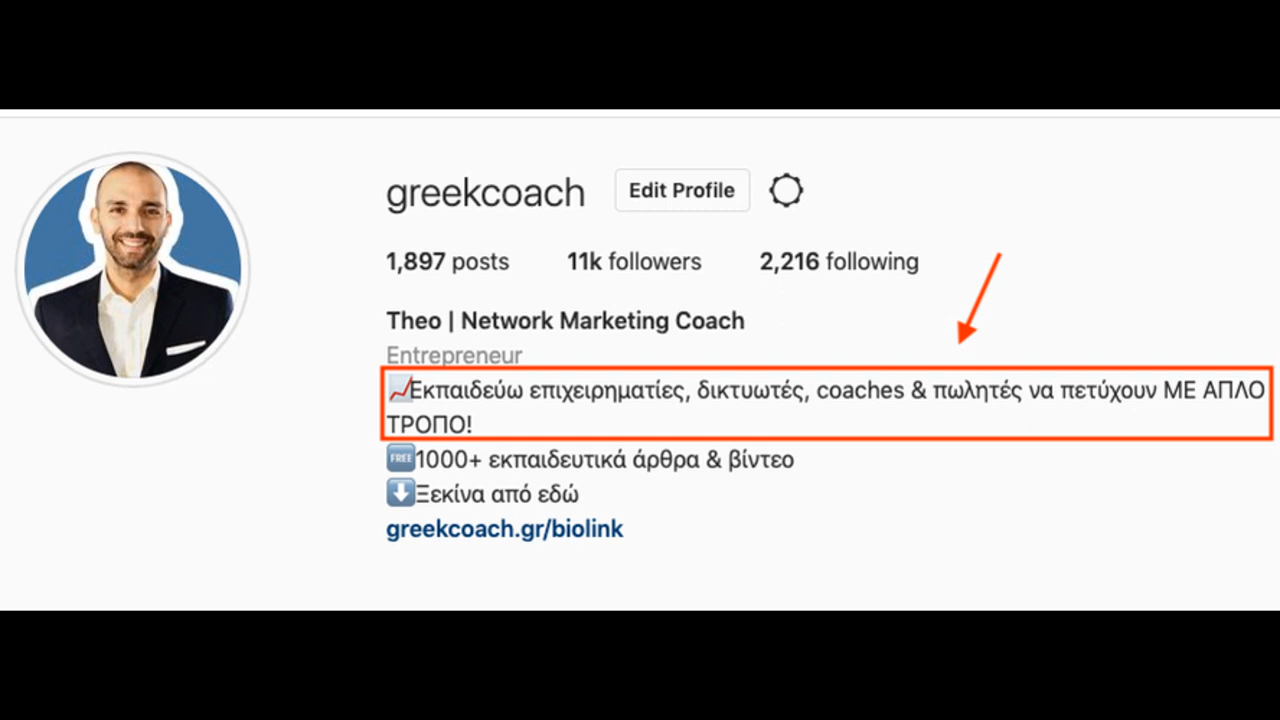 greekcoach Edit Profile
1,897 posts 11k followers 2,216 following
Theo | Network Marketing Coach
Entrepreneur
📈Εκπαιδεύω επιχειρηματίες, δικτυωτές, coaches & πωλητές να πετύχουν ΜΕ ΑΠΛΟ
ΤΡΟΠΟ!
🆓1000+ εκπαιδευτικά άρθρα & βίντεο
⬇️Ξεκίνα από εδώ
greekcoach.gr/biolink